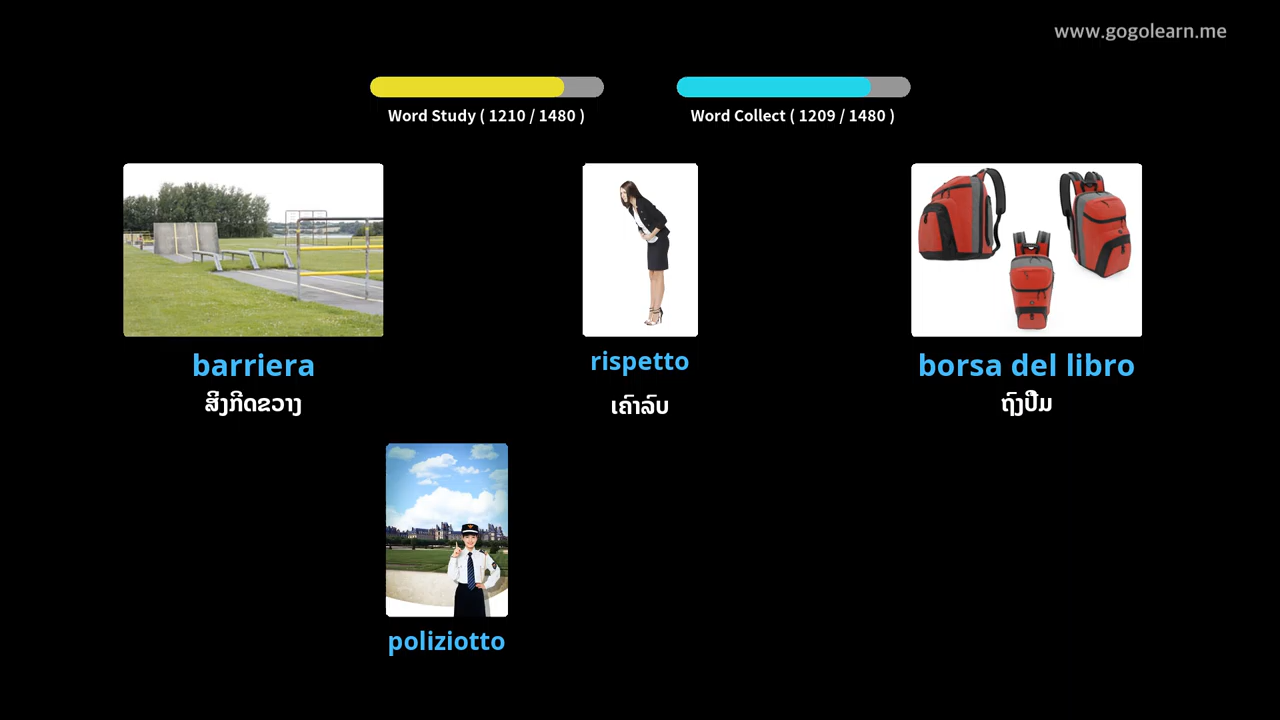 www.gogolearn.me
Word Study ( 1210 / 1480 )
Word Collect ( 1209 / 1480 )
barriera
ສິ່ງກີດຂວາງ
rispetto
ເຄົາລົບ
borsa del libro
ຖົງປຶ້ມ
poliziotto